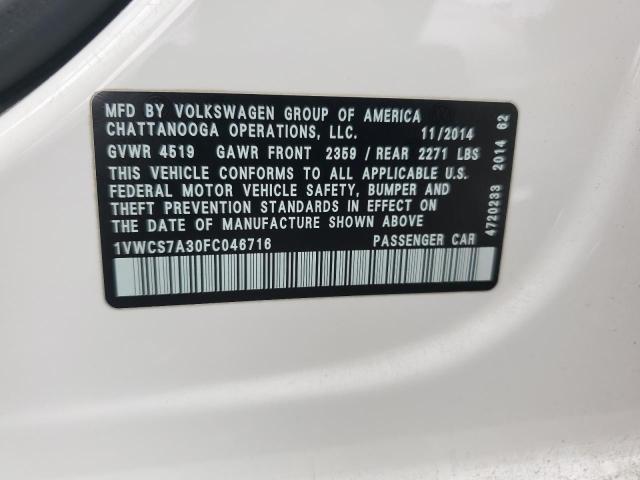 MFD BY VOLKSWAGEN GROUP OF AMERICA
CHATTANOOGA OPERATIONS, LLC. 11/2014
GVWR 4519 GAWR FRONT 2359 / REAR 2271 LBS
THIS VEHICLE CONFORMS TO ALL APPLICABLE U.S.
FEDERAL MOTOR VEHICLE SAFETY, BUMPER AND
THEFT PREVENTION STANDARDS IN EFFECT ON
THE DATE OF MANUFACTURE SHOWN ABOVE
1VWCS7A30FC046716 PASSENGER CAR
4720233 2014 62